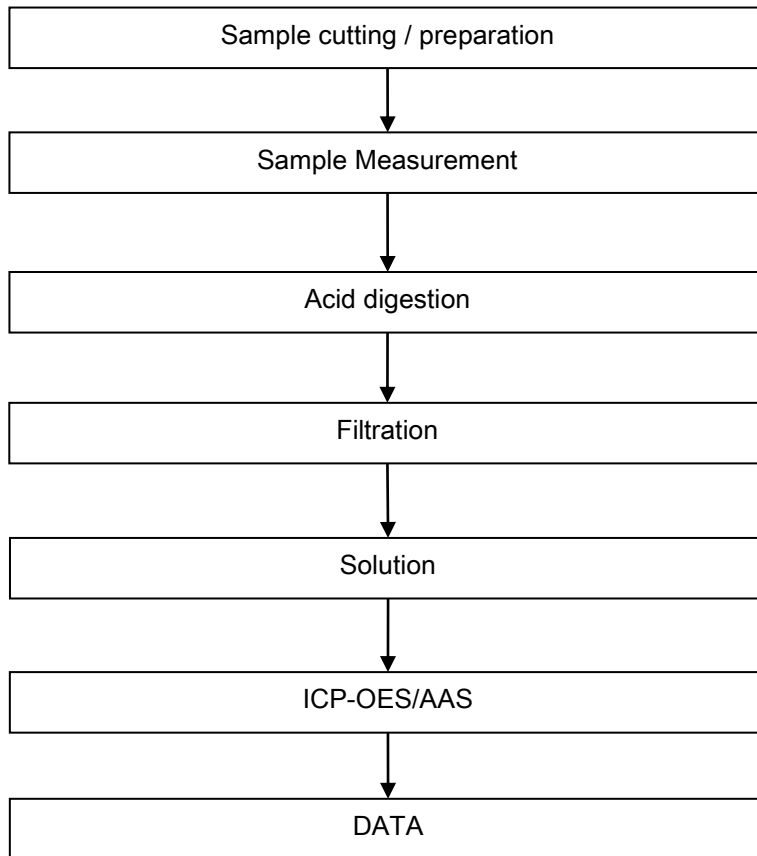 Sample cutting / preparation
Sample Measurement
Acid digestion
Filtration
Solution
ICP-OES/AAS
DATA